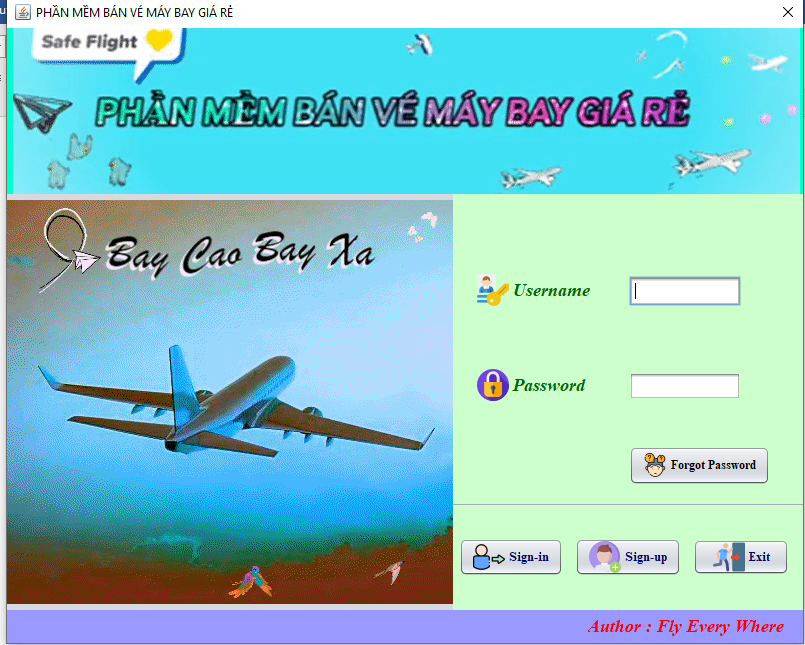 PHẦN MỀM BÁN VÉ MÁY BAY GIÁ RẺ
Safe Flight
PHẦN MỀM BÁN VÉ MÁY BAY GIÁ RẺ
Bay Cao Bay Xa
Username
Password
Forgot Password
Sign-in
Sign-up
Exit
Author : Fly Every Where